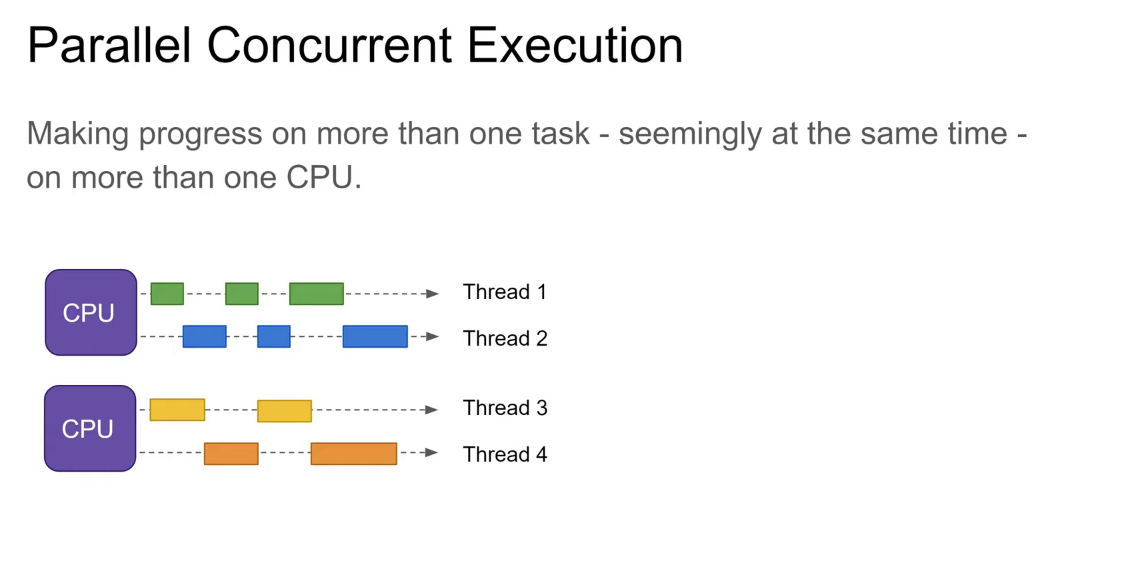 Parallel Concurrent Execution
Making progress on more than one task - seemingly at the same time -
on more than one CPU.
CPU
Thread 1
Thread 2
CPU
Thread 3
Thread 4